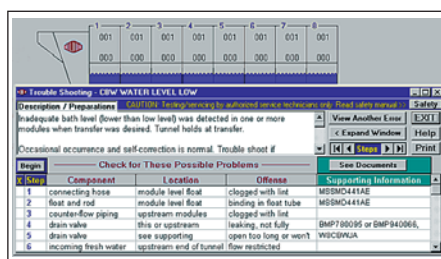 1 2 3 4 5 6 7 8
001 001 001 001 001 001 001 001
003 000 000 000 000 000 000 000
Trouble Shooting - CBW WATER LEVEL LOW
Description / Preparations CAUTION: Testing/servicing by authorized service technicians only. Read safety manual >> Safety
Inadequate bath level (lower than low level) was detected in one or more
modules when transfer was desired. Tunnel holds at transfer.
Occasional occurrence and self-correction is normal. Trouble shoot if
View Another Error EXIT
< Expand Window Help
Steps Print
Begin Check for These Possible Problems See Documents
X Step Component Location Offense Supporting Information
1 connecting hose module level float clogged with lint MSSMD441AE
2 float and rod module level float binding in float tube MSSMD441AE
3 counter-flow piping upstream modules clogged with lint
4 drain valve this or upstream leaking, not fully BMP780095 or BMP940066,
5 drain valve see supporting open too long or won't W6CBWJA
6 incoming fresh water upstream end of tunnel flow restricted